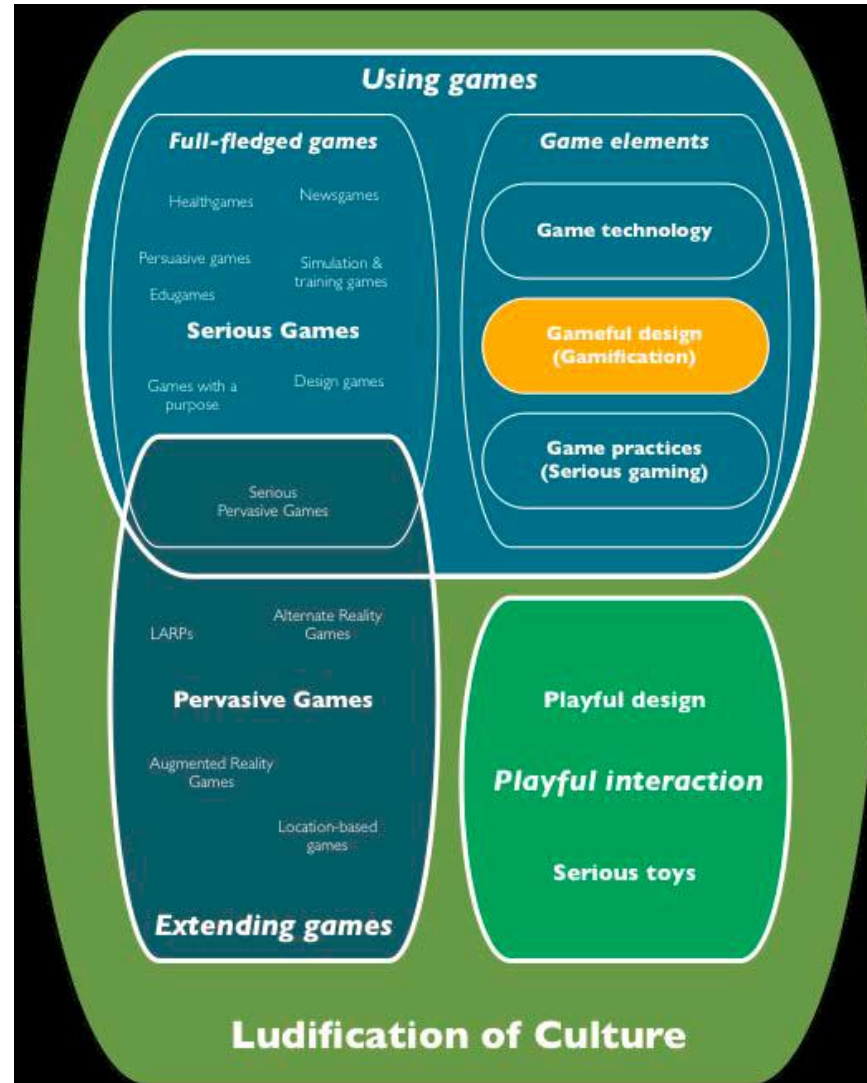 Using games
Full-fledged games
Healthgames
Newsgames
Persuasive games
Simulation &
training games
Edugames
Serious Games
Games with a
purpose
Design games
Serious
Pervasive Games
Game elements
Game technology
Gameful design
(Gamification)
Game practices
(Serious gaming)
LARPs
Alternate Reality
Games
Pervasive Games
Augmented Reality
Games
Location-based
games
Extending games
Playful design
Playful interaction
Serious toys
Ludification of Culture